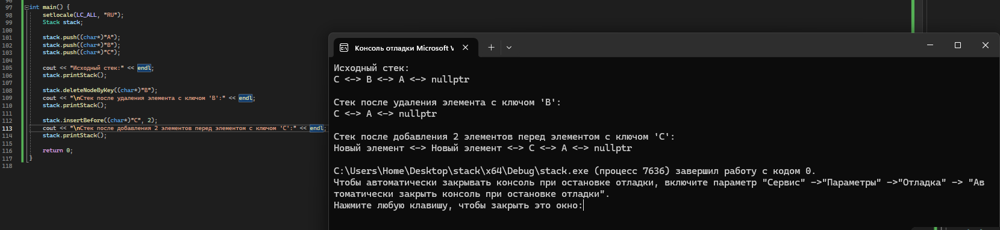 97 int main() {
98 setlocale(LC_ALL, "RU");
99 Stack stack;
100
101 stack.push((char*)"A");
102 stack.push((char*)"B");
103 stack.push((char*)"C");
104
105 cout << "Исходный стек:" << endl;
106 stack.printStack();
107
108 stack.deleteNodeByKey((char*)"B");
109 cout << "\nСтек после удаления элемента с ключом 'B':" << endl;
110 stack.printStack();
111
112 stack.insertBefore((char*)"C", 2);
113 cout << "\nСтек после добавления 2 элементов перед элементом с ключом 'C':" << endl;
114 stack.printStack();
115
116 return 0;
117 }
118
Консоль отладки Microsoft V
Исходный стек:
C <-> B <-> A <-> nullptr
Стек после удаления элемента с ключом 'B':
C <-> A <-> nullptr
Стек после добавления 2 элементов перед элементом с ключом 'C':
Новый элемент <-> Новый элемент <-> C <-> A <-> nullptr
C:\Users\Home\Desktop\stack\x64\Debug\stack.exe (процесс 7636) завершил работу с кодом 0.
Чтобы автоматически закрывать консоль при остановке отладки, включите параметр "Сервис" ->"Параметры" ->"Отладка" -> "Ав
томатически закрыть консоль при остановке отладки".
Нажмите любую клавишу, чтобы закрыть это окно: